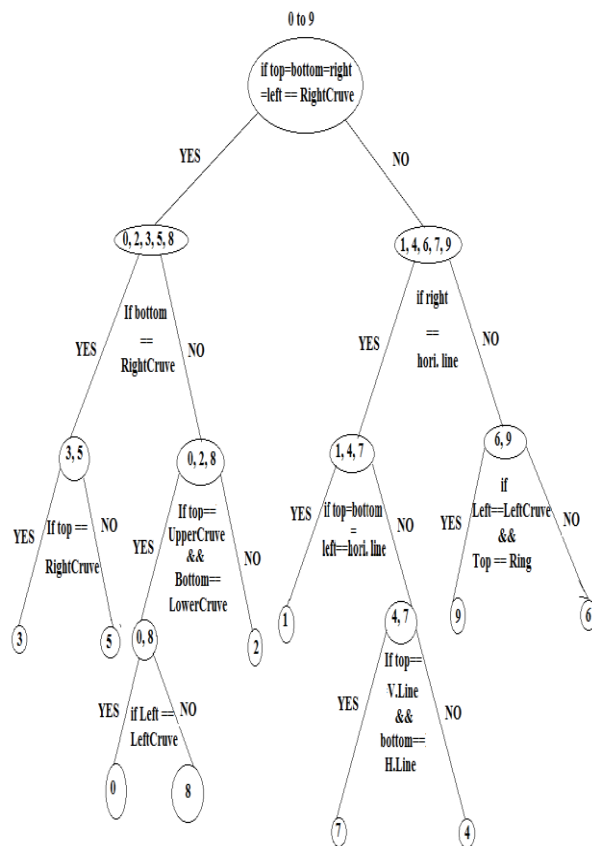 0 to 9
if top=bottom=right
=left == RightCruve
YES
NO
0, 2, 3, 5, 8
1, 4, 6, 7, 9
If bottom
==
RightCruve
YES
NO
if right
==
hori. line
YES
NO
3, 5
0, 2, 8
1, 4, 7
6, 9
If top ==
RightCruve
YES
NO
If top==
UpperCruve
&&
Bottom==
LowerCruve
YES
NO
if top=bottom
=
left==hori. line
YES
NO
if
Left==LeftCruve
&&
Top == Ring
YES
NO
3
5
0, 8
2
1
4, 7
9
6
if Left ==
LeftCruve
YES
NO
If top==
V.Line
&&
bottom==
H.Line
YES
NO
0
8
7
4